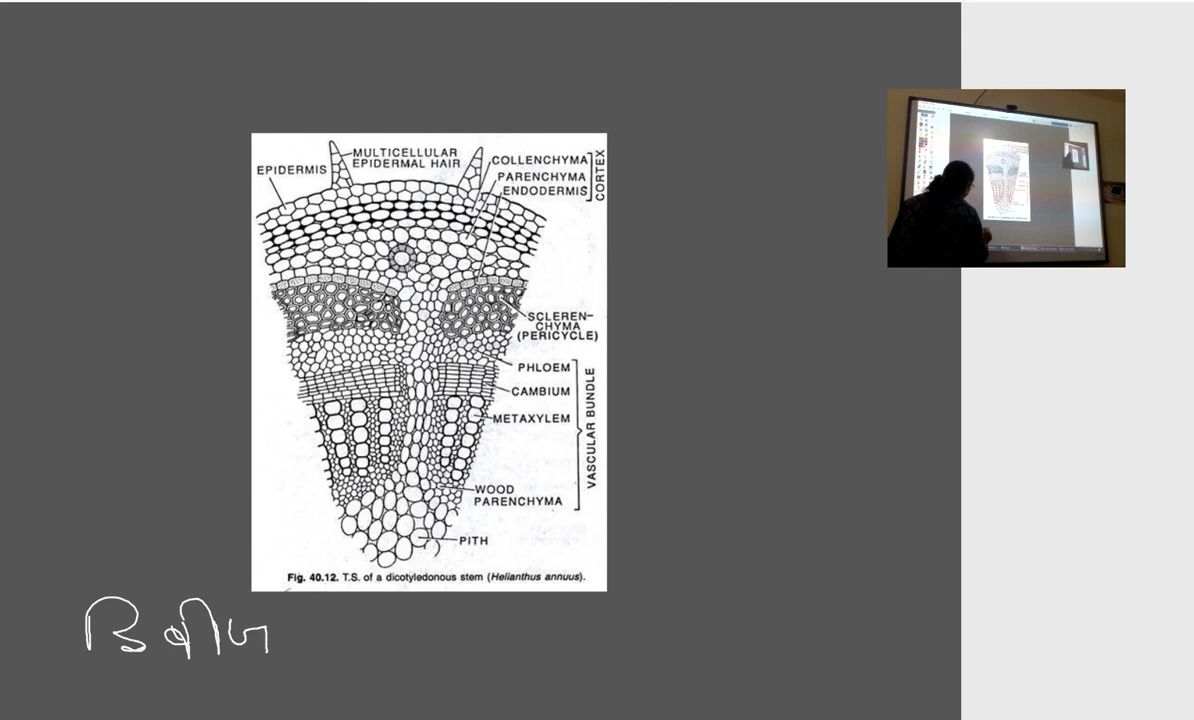 EPIDERMIS
MULTICELLULAR
EPIDERMAL HAIR
COLLENCHYMA
PARENCHYMA
ENDODERMIS
CORTEX
SCLEREN-
CHYMA
(PERICYCLE)
PHLOEM
CAMBIUM
METAXYLEM
VASCULAR BUNDLE
WOOD
PARENCHYMA
PITH
Fig. 40.12. T.S. of a dicotyledonous stem (Helianthus annuus).